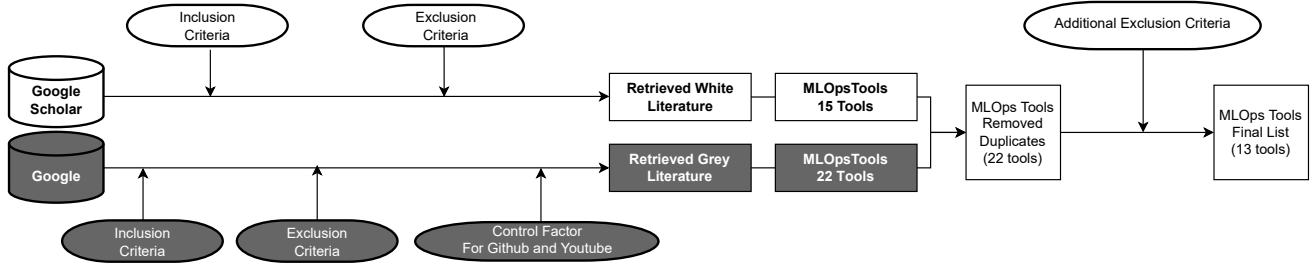 Inclusion
Criteria
Exclusion
Criteria
Additional Exclusion Criteria
Google
Scholar
Retrieved White
Literature
MLOpsTools
15 Tools
MLOps Tools
Removed
Duplicates
(22 tools)
MLOps Tools
Final List
(13 tools)
Google
Retrieved Grey
Literature
MLOpsTools
22 Tools
Inclusion
Criteria
Exclusion
Criteria
Control Factor
For Github and Youtube